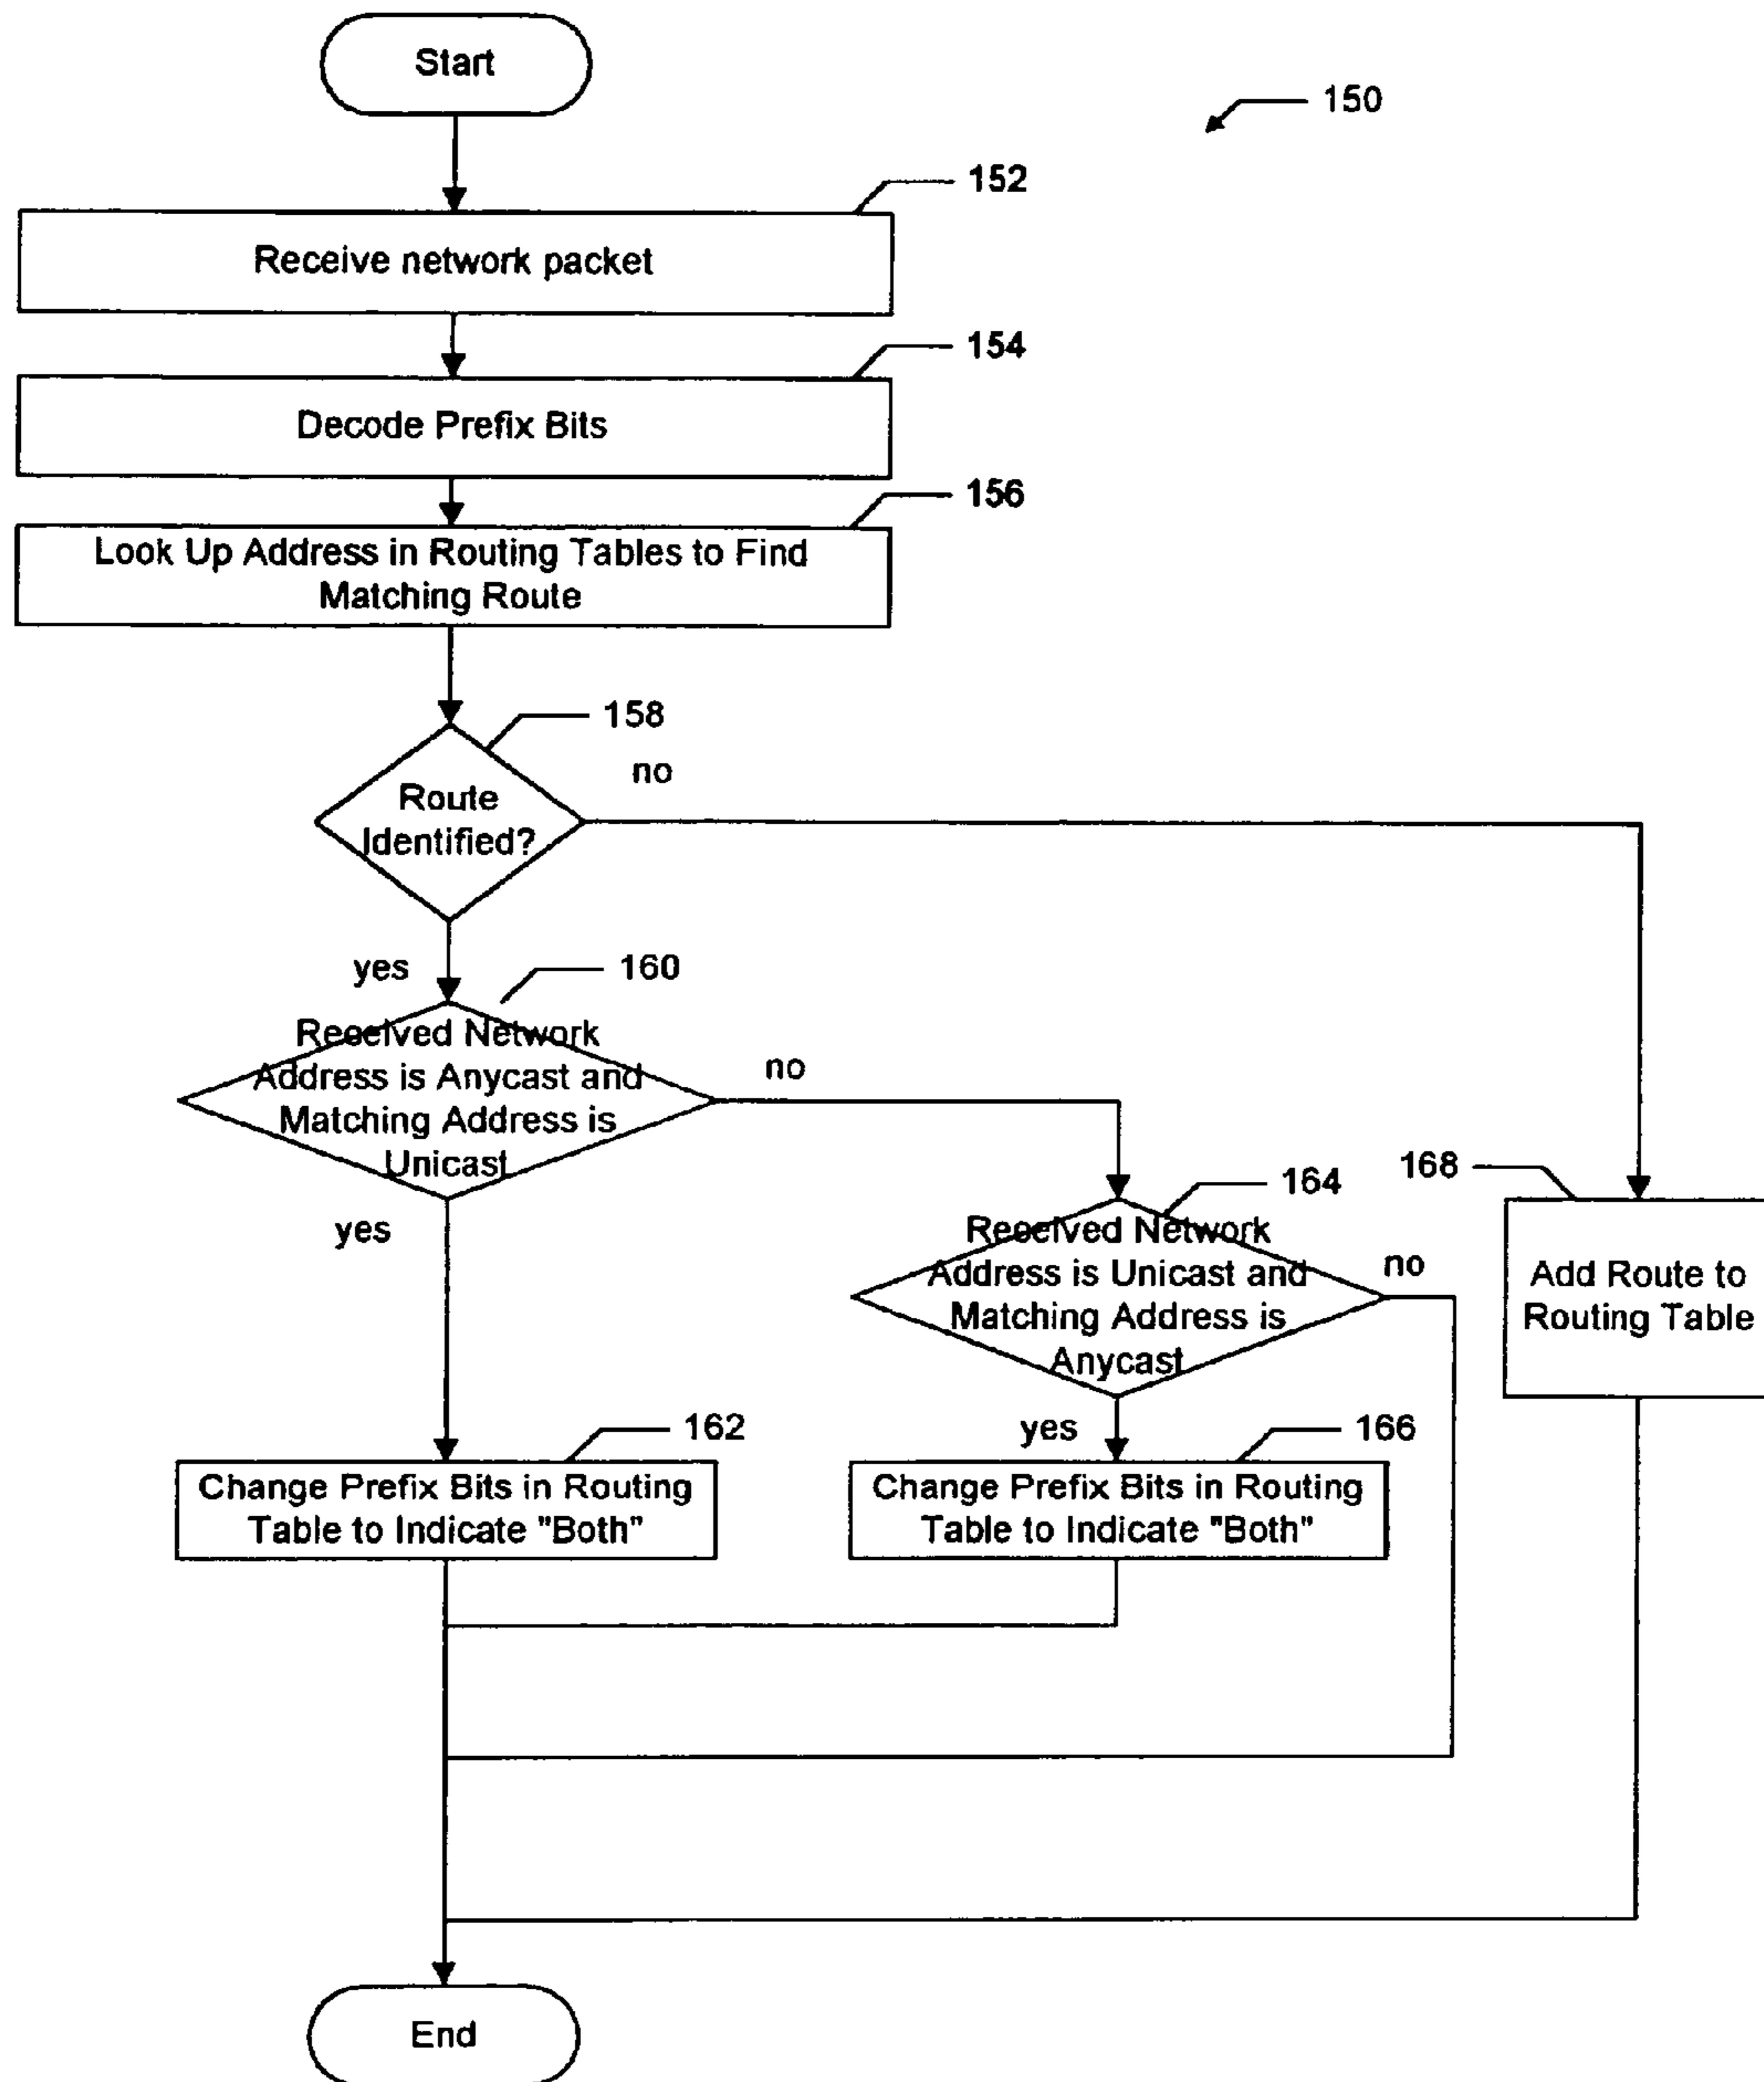 Start
150
152
Receive network packet
154
Decode Prefix Bits
156
Look Up Address in Routing Tables to Find
Matching Route
158
no
Route
Identified?
yes
160
Received Network
Address is Anycast and
Matching Address is
Unicast
no
yes
164
Received Network
Address is Unicast and
Matching Address is
Anycast
no
168
Add Route to
Routing Table
162
Change Prefix Bits in Routing
Table to Indicate "Both"
yes
166
Change Prefix Bits in Routing
Table to Indicate "Both"
End